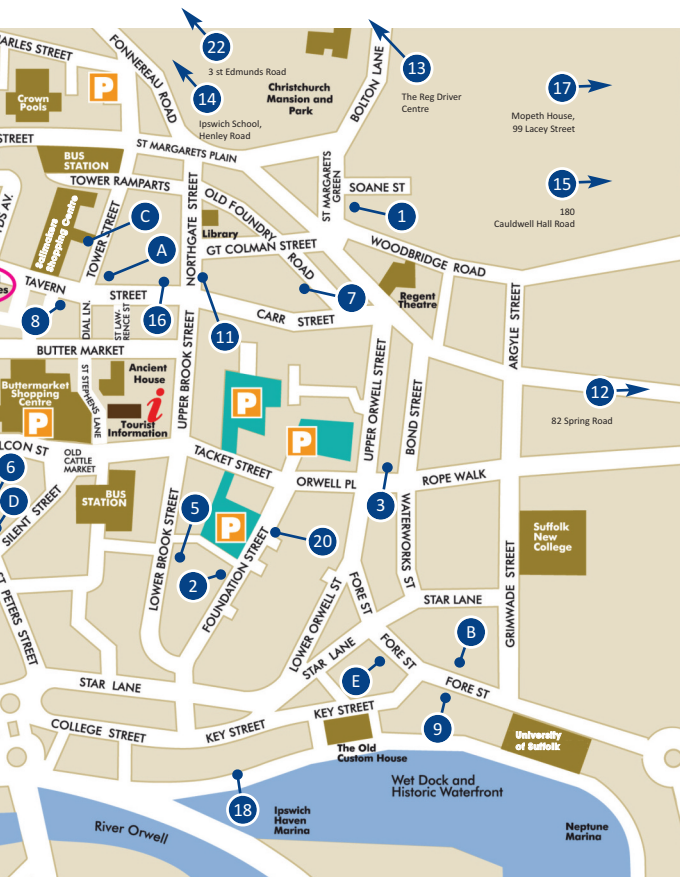 22
3 st Edmunds Road
13
The Reg Driver
Centre
14
Ipswich School,
Henley Road
17
Mopeth House,
99 Lacey Street
15
180
Cauldwell Hall Road
ARLES STREET
FONNEREAU ROAD
Christchurch
Mansion and
Park
BOLTON LANE
Crown
Pools
P
STREET
BUS
STATION
ST MARGARETS PLAIN
ST MARGARETS
GREEN
SOANE ST
1
TOWER RAMPARTS
DS AV.
Sailmakers
Shopping Centre
C
TOWER STREET
A
NORTHGATE STREET
OLD FOUNDRY
ROAD
Library
GT COLMAN STREET
WOODBRIDGE ROAD
Regent
Theatre
ARGYLE STREET
es
TAVERN
STREET
8
DIAL LN.
ST LAW-
RENCE ST
16
11
7
CARR STREET
BUTTER MARKET
UPPER BROOK STREET
UPPER ORWELL STREET
BOND STREET
12
82 Spring Road
Buttermarket
Shopping
Centre
P
ST STEPHENS LANE
Ancient
House
i
Tourist
Information
P
P
LCON ST
OLD
CATTLE
MARKET
TACKET STREET
ORWELL PL
ROPE WALK
6
D
SILENT STREET
BUS
STATION
5
P
20
3
WATERWORKS ST
Suffolk
New
College
LOWER BROOK STREET
2
FOUNDATION STREET
GRIMWADE STREET
ST PETERS STREET
LOWER ORWELL ST
FORE ST
STAR LANE
STAR LANE
FORE ST
B
E
FORE ST
STAR LANE
9
COLLEGE STREET
KEY STREET
KEY STREET
The Old
Custom House
University
of Suffolk
18
Wet Dock and
Historic Waterfront
Ipswich
Haven
Marina
River Orwell
Neptune
Marina